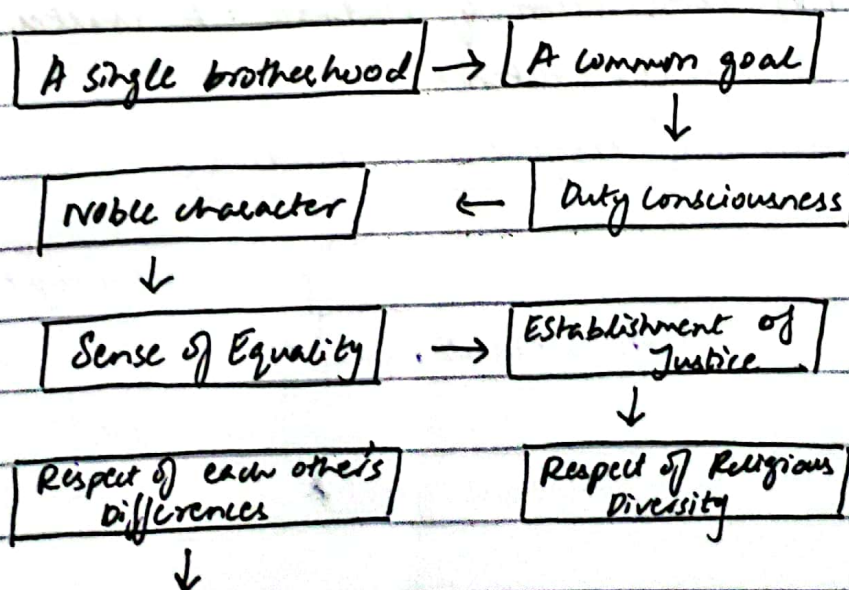 A single brotherhood → A common goal
↓
Noble character ← Duty Consciousness
↓
Sense of Equality → Establishment of
Justice
↓
Respect of each other's
Differences
Respect of Religious
Diversity
↓